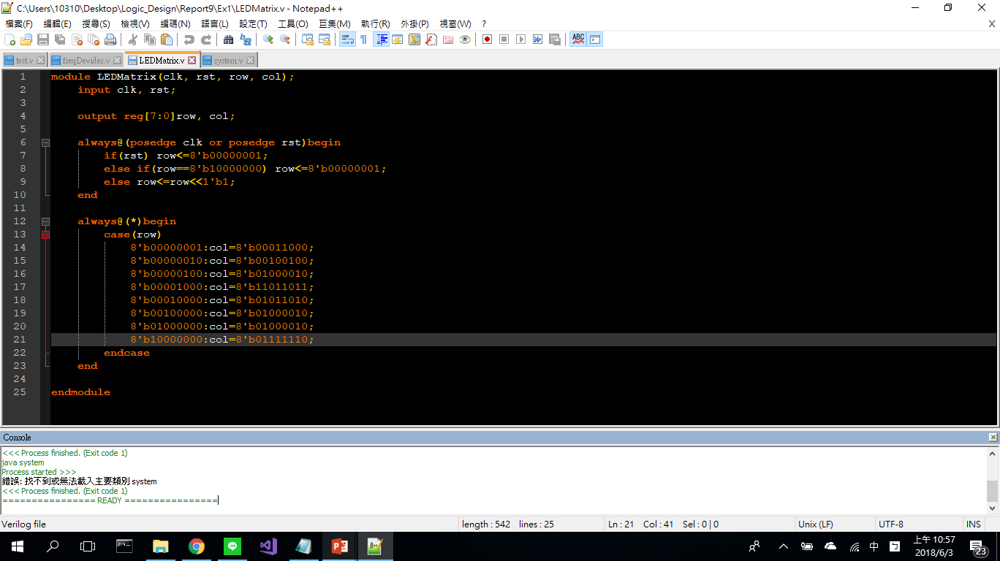 C:\Users\10310\Desktop\Logic_Design\Report9\Ex1\LEDMatrix.v - Notepad++
檔案(F) 編輯(E) 搜尋(S) 檢視(V) 編碼(N) 語言(L) 設定(T) 工具(O) 巨集(M) 執行(R) 外掛(P) 視窗(W) ? X
test.v freqDevider.v LEDMatrix.v system.v
1 module LEDMatrix(clk, rst, row, col);
2 input clk, rst;
3
4 output reg[7:0]row, col;
5
6 always@(posedge clk or posedge rst)begin
7 if(rst) row<=8'b00000001;
8 else if(row==8'b10000000) row<=8'b00000001;
9 else row<=row<<1'b1;
10 end
11
12 always@(*)begin
13 case(row)
14 8'b00000001:col=8'b00011000;
15 8'b00000010:col=8'b00100100;
16 8'b00000100:col=8'b01000010;
17 8'b00001000:col=8'b11011011;
18 8'b00010000:col=8'b01011010;
19 8'b00100000:col=8'b01000010;
20 8'b01000000:col=8'b01000010;
21 8'b10000000:col=8'b01111110;
22 endcase
23 end
24
25 endmodule
Console
<<< Process finished. (Exit code 1)
java system
Process started >>>
錯誤: 找不到或無法載入主要類別 system
<<< Process finished. (Exit code 1)
================ READY ================
Verilog file length : 542 lines : 25 Ln : 21 Col : 41 Sel : 0 | 0 Unix (LF) UTF-8 INS
中 上午 10:57
2018/6/3 23